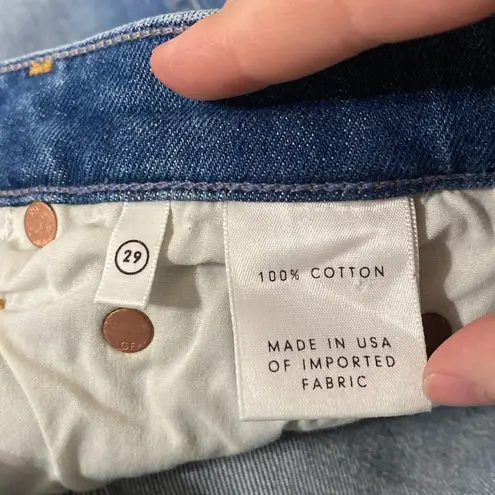 29
100% COTTON
MADE IN USA
OF IMPORTED
FABRIC